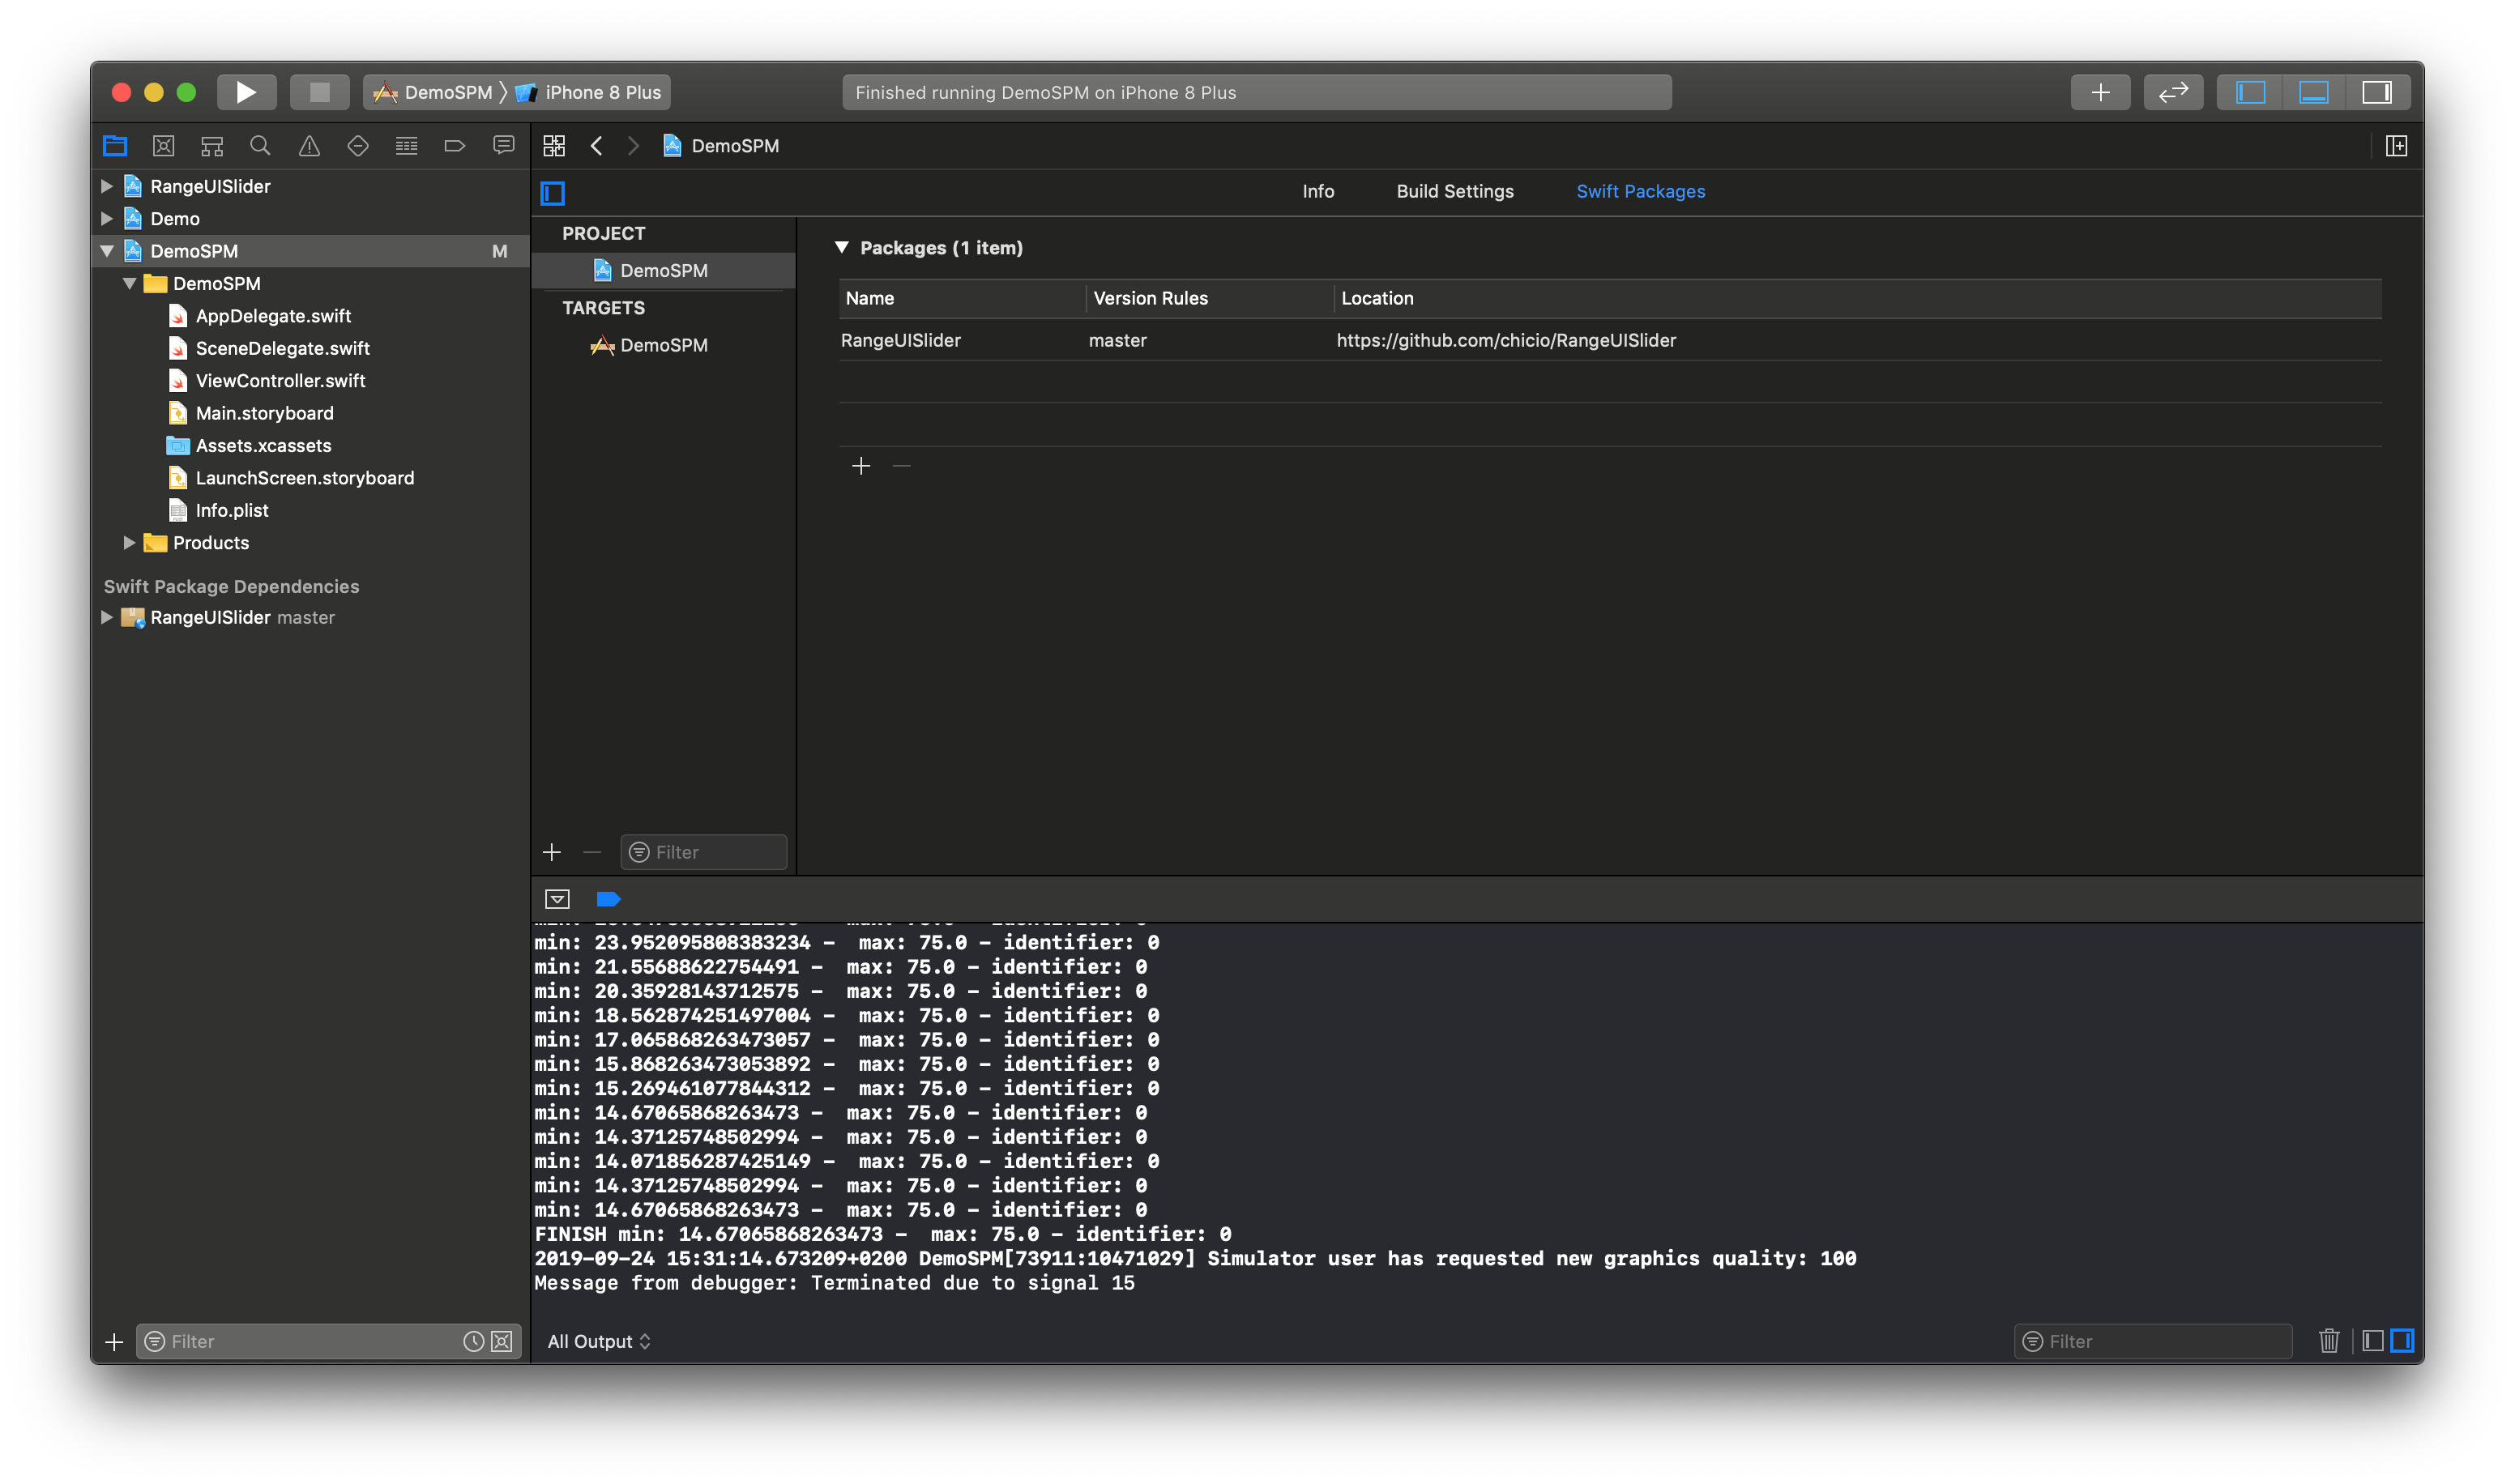 DemoSPM 〉 iPhone 8 Plus
Finished running DemoSPM on iPhone 8 Plus
DemoSPM
RangeUISlider
Demo
DemoSPM M
DemoSPM
AppDelegate.swift
SceneDelegate.swift
ViewController.swift
Main.storyboard
Assets.xcassets
LaunchScreen.storyboard
Info.plist
Products
Swift Package Dependencies
RangeUISlider master
Filter
Info Build Settings Swift Packages
PROJECT
DemoSPM
TARGETS
DemoSPM
Filter
Packages (1 item)
Name Version Rules Location
RangeUISlider master https://github.com/chicio/RangeUISlider
min: 23.952095808383234 -  max: 75.0 - identifier: 0
min: 21.55688622754491 -  max: 75.0 - identifier: 0
min: 20.35928143712575 -  max: 75.0 - identifier: 0
min: 18.562874251497004 -  max: 75.0 - identifier: 0
min: 17.065868263473057 -  max: 75.0 - identifier: 0
min: 15.868263473053892 -  max: 75.0 - identifier: 0
min: 15.269461077844312 -  max: 75.0 - identifier: 0
min: 14.67065868263473 -  max: 75.0 - identifier: 0
min: 14.37125748502994 -  max: 75.0 - identifier: 0
min: 14.071856287425149 -  max: 75.0 - identifier: 0
min: 14.37125748502994 -  max: 75.0 - identifier: 0
min: 14.67065868263473 -  max: 75.0 - identifier: 0
FINISH min: 14.67065868263473 -  max: 75.0 - identifier: 0
2019-09-24 15:31:14.673209+0200 DemoSPM[73911:10471029] Simulator user has requested new graphics quality: 100
Message from debugger: Terminated due to signal 15
All Output
Filter